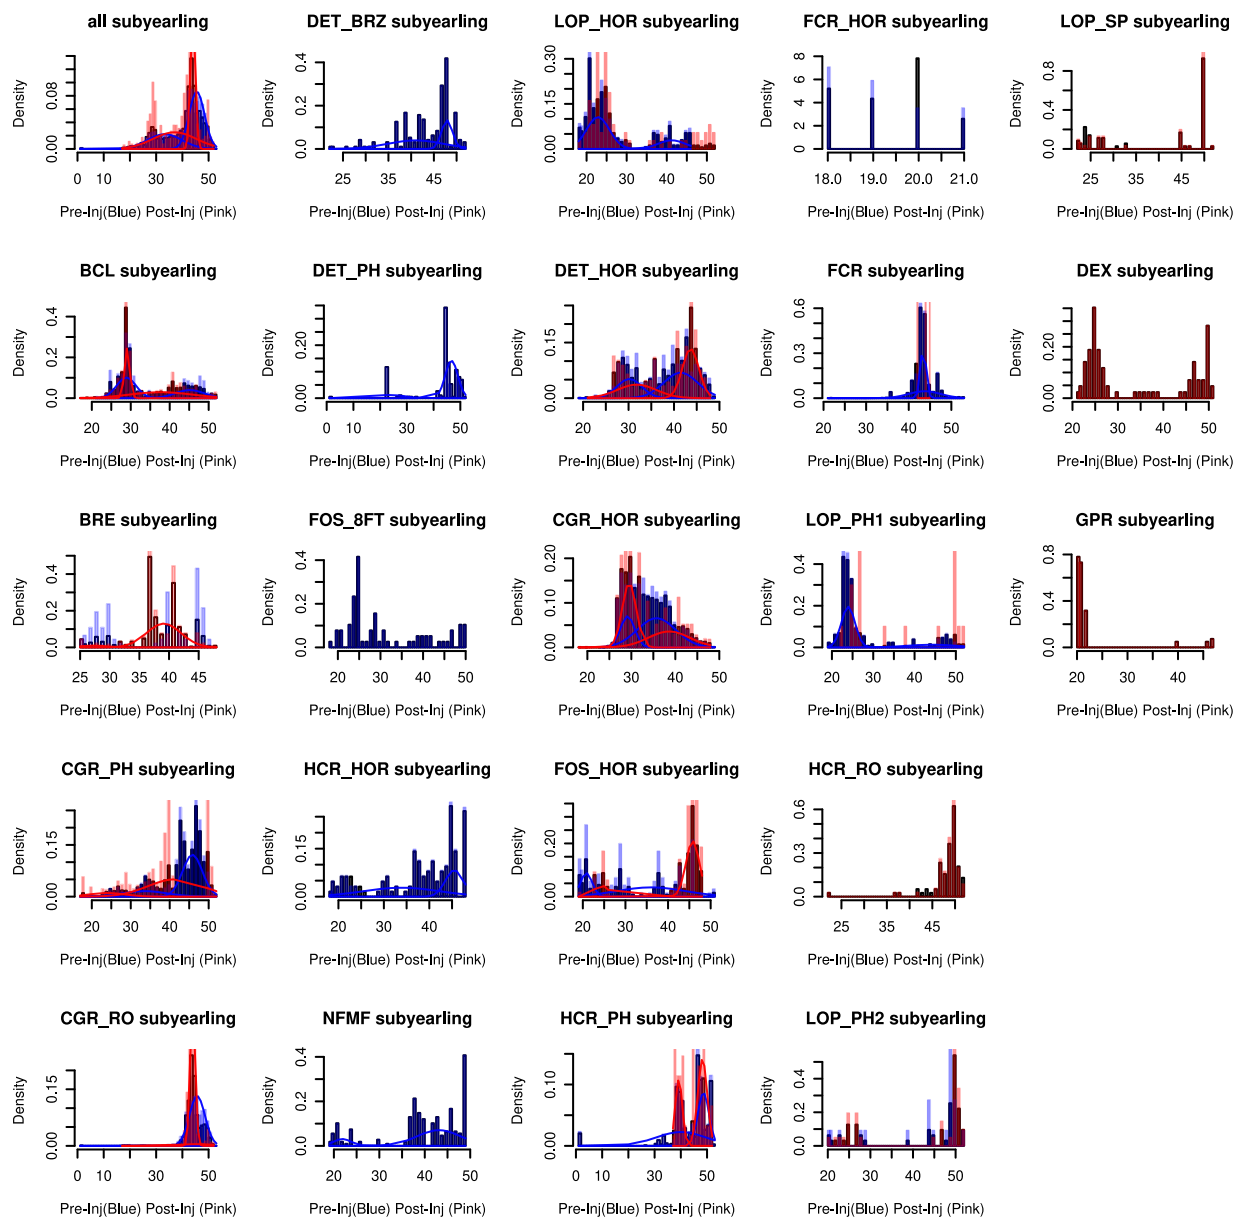 all subyearling
Density
0.00 0.08
0 10 30 50
Pre-Inj(Blue) Post-Inj (Pink)
DET_BRZ subyearling
Density
0.0 0.2 0.4
25 35 45
Pre-Inj(Blue) Post-Inj (Pink)
LOP_HOR subyearling
Density
0.00 0.15 0.30
20 30 40 50
Pre-Inj(Blue) Post-Inj (Pink)
FCR_HOR subyearling
Density
0 2 4 6 8
18.0 19.0 20.0 21.0
Pre-Inj(Blue) Post-Inj (Pink)
LOP_SP subyearling
Density
0.0 0.4 0.8
25 35 45
Pre-Inj(Blue) Post-Inj (Pink)
BCL subyearling
Density
0.0 0.2 0.4
20 30 40 50
Pre-Inj(Blue) Post-Inj (Pink)
DET_PH subyearling
Density
0.00 0.20
0 10 20 30 40 50
Pre-Inj(Blue) Post-Inj (Pink)
DET_HOR subyearling
Density
0.00 0.15
20 30 40 50
Pre-Inj(Blue) Post-Inj (Pink)
FCR subyearling
Density
0.0 0.3 0.6
20 30 40 50
Pre-Inj(Blue) Post-Inj (Pink)
DEX subyearling
Density
0.00 0.20
20 30 40 50
Pre-Inj(Blue) Post-Inj (Pink)
BRE subyearling
Density
0.0 0.2 0.4
25 30 35 40 45
Pre-Inj(Blue) Post-Inj (Pink)
FOS_8FT subyearling
Density
0.0 0.2 0.4
20 30 40 50
Pre-Inj(Blue) Post-Inj (Pink)
CGR_HOR subyearling
Density
0.00 0.10 0.20
20 30 40 50
Pre-Inj(Blue) Post-Inj (Pink)
LOP_PH1 subyearling
Density
0.0 0.2 0.4
20 30 40 50
Pre-Inj(Blue) Post-Inj (Pink)
GPR subyearling
Density
0.0 0.4 0.8
20 30 40
Pre-Inj(Blue) Post-Inj (Pink)
CGR_PH subyearling
Density
0.00 0.15
20 30 40 50
Pre-Inj(Blue) Post-Inj (Pink)
HCR_HOR subyearling
Density
0.00 0.15
20 30 40
Pre-Inj(Blue) Post-Inj (Pink)
FOS_HOR subyearling
Density
0.00 0.20
20 30 40 50
Pre-Inj(Blue) Post-Inj (Pink)
HCR_RO subyearling
Density
0.0 0.3 0.6
25 35 45
Pre-Inj(Blue) Post-Inj (Pink)
CGR_RO subyearling
Density
0.00 0.15
0 10 30 50
Pre-Inj(Blue) Post-Inj (Pink)
NFMF subyearling
Density
0.0 0.2 0.4
20 30 40 50
Pre-Inj(Blue) Post-Inj (Pink)
HCR_PH subyearling
Density
0.00 0.10
0 10 30 50
Pre-Inj(Blue) Post-Inj (Pink)
LOP_PH2 subyearling
Density
0.0 0.2 0.4
20 30 40 50
Pre-Inj(Blue) Post-Inj (Pink)